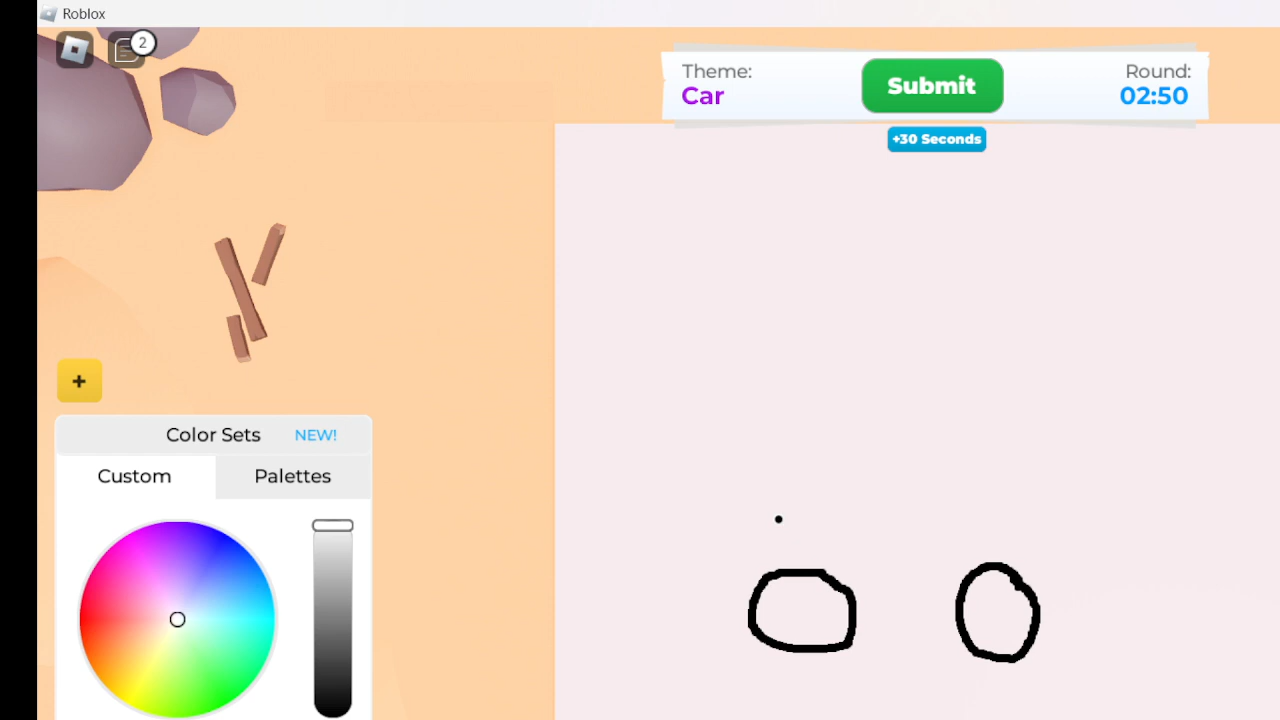 Roblox
2
Theme:
Car
Submit
Round:
02:50
+30 Seconds
+
Color Sets NEW!
Custom Palettes